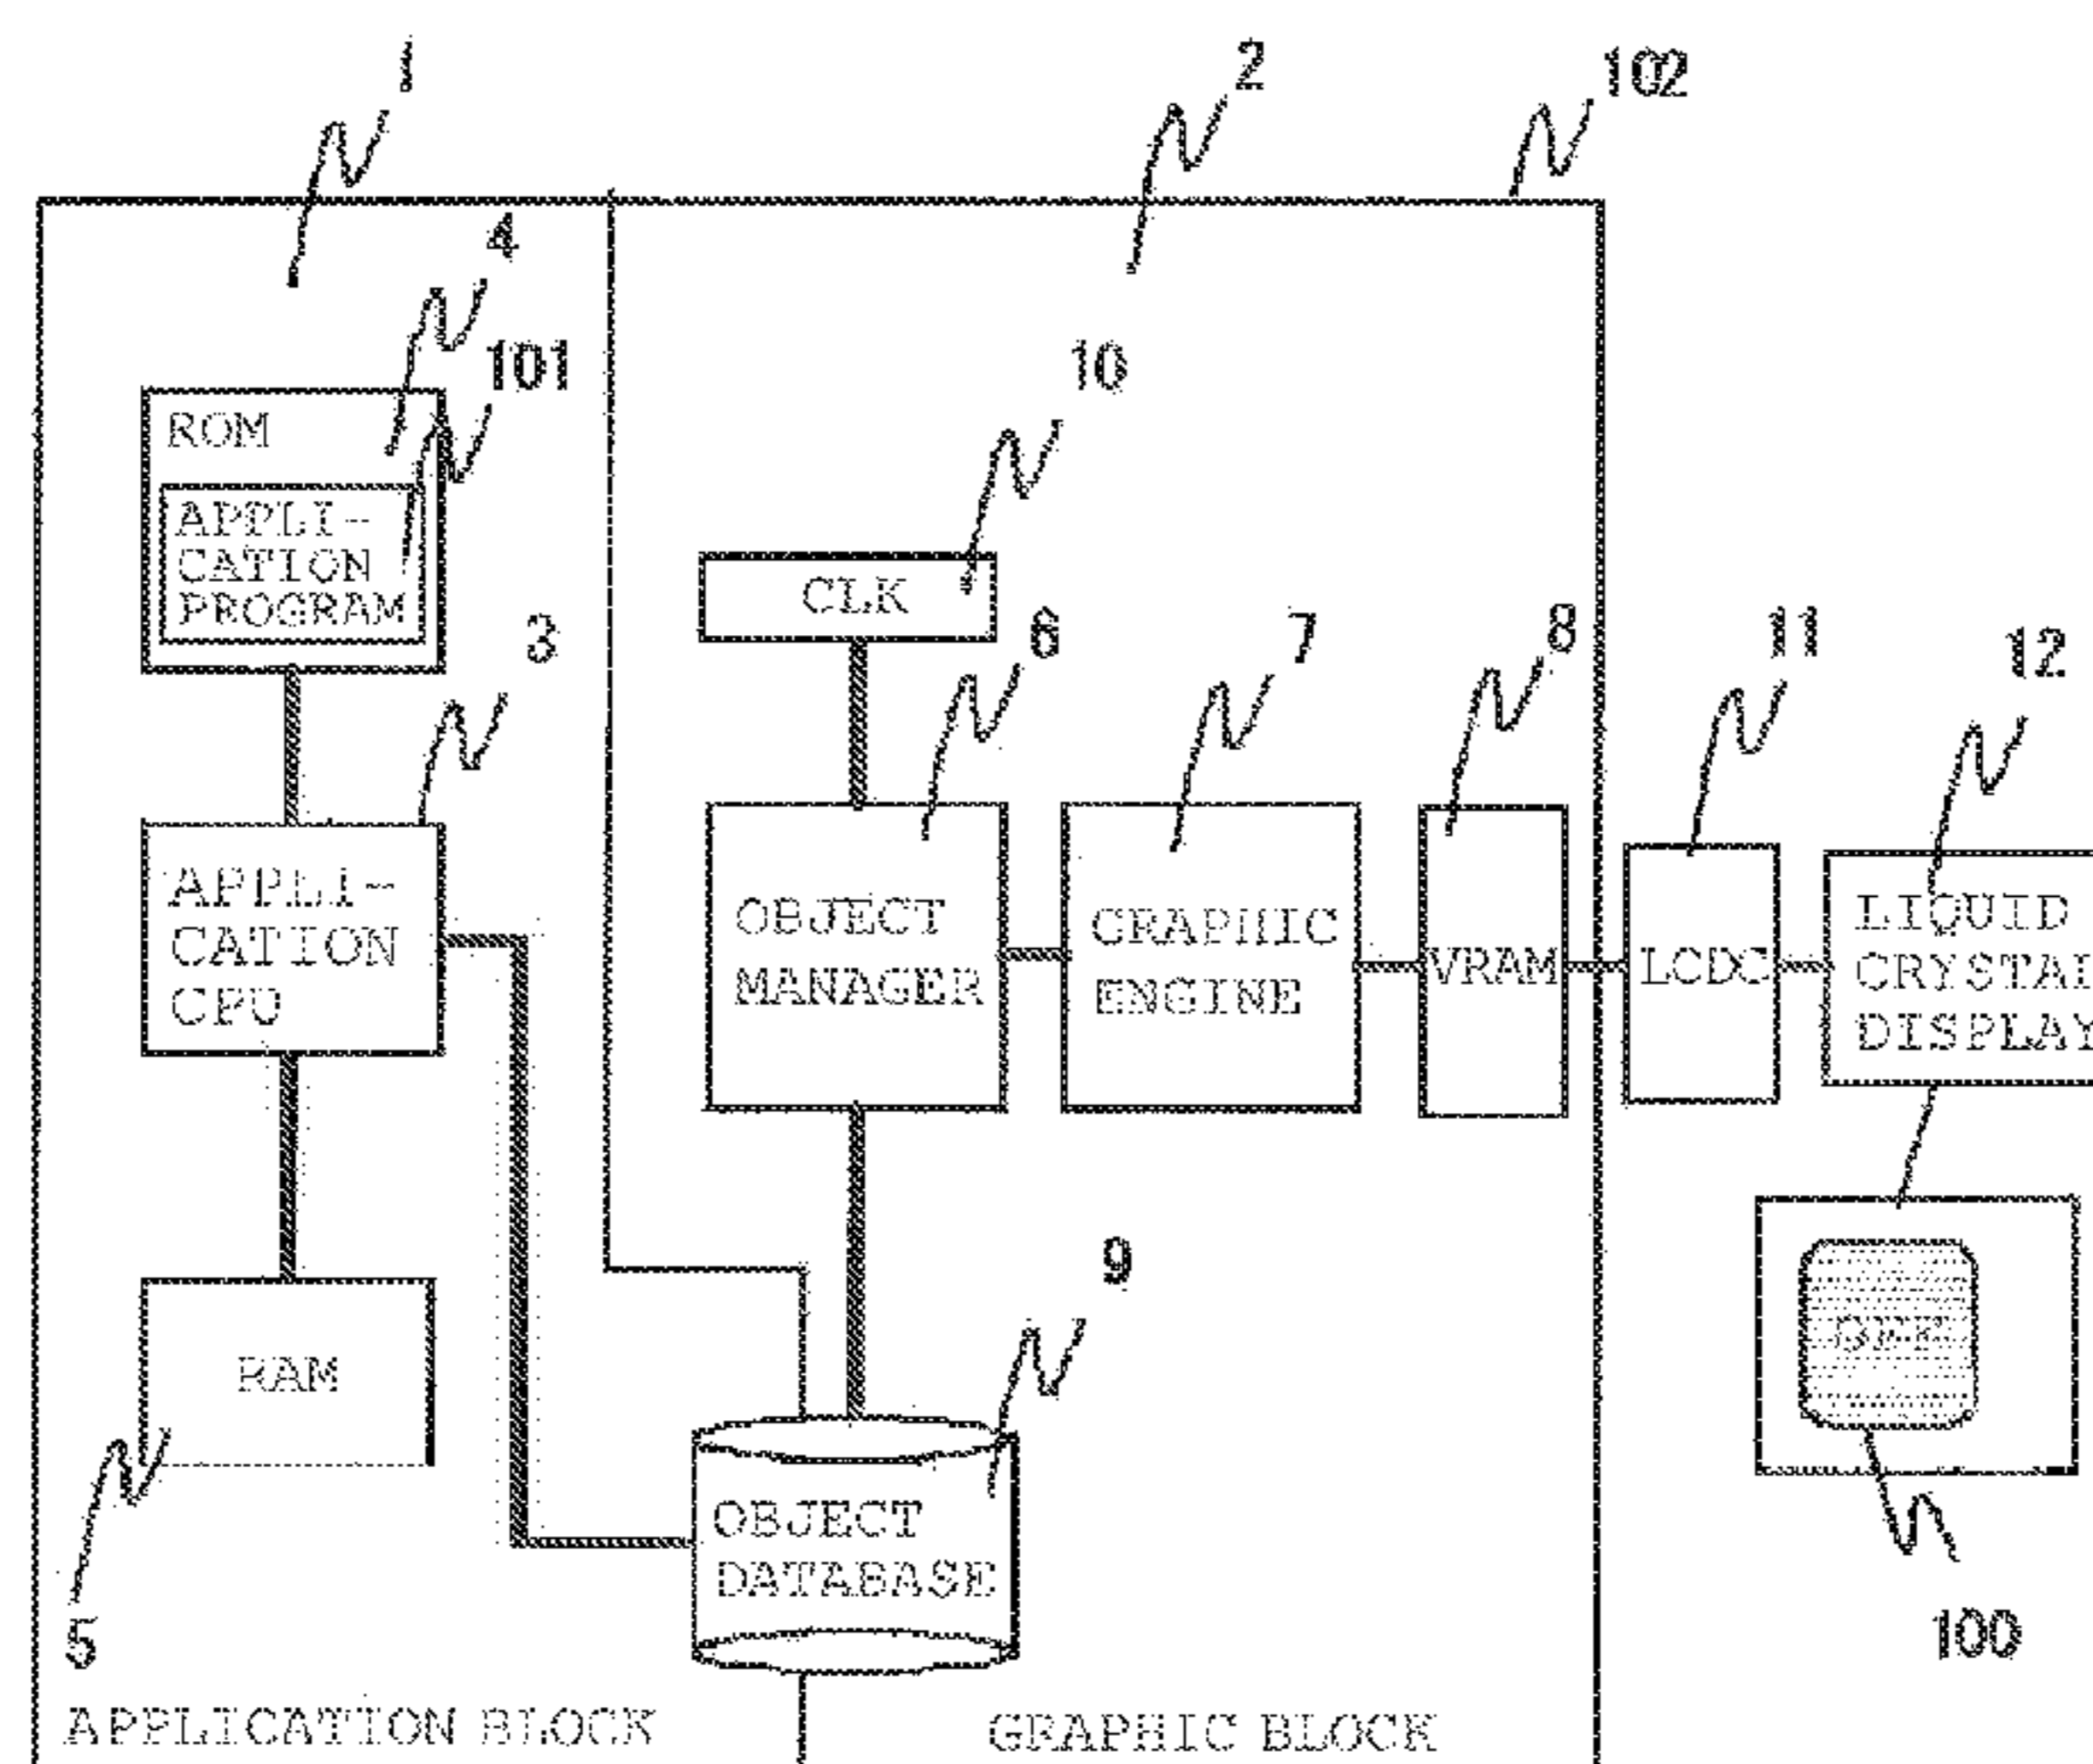 1
2
102
4
101
10
ROM
APPLI-
CATION
PROGRAM
CLK
3
6
7
8
11
12
APPLI-
CATION
CPU
OBJECT
MANAGER
GRAPHIC
ENGINE
VRAM
LCDC
LIQUID
CRYSTAL
DISPLAY
RAM
9
5
OBJECT
DATABASE
100
APPLICATION BLOCK
GRAPHIC BLOCK